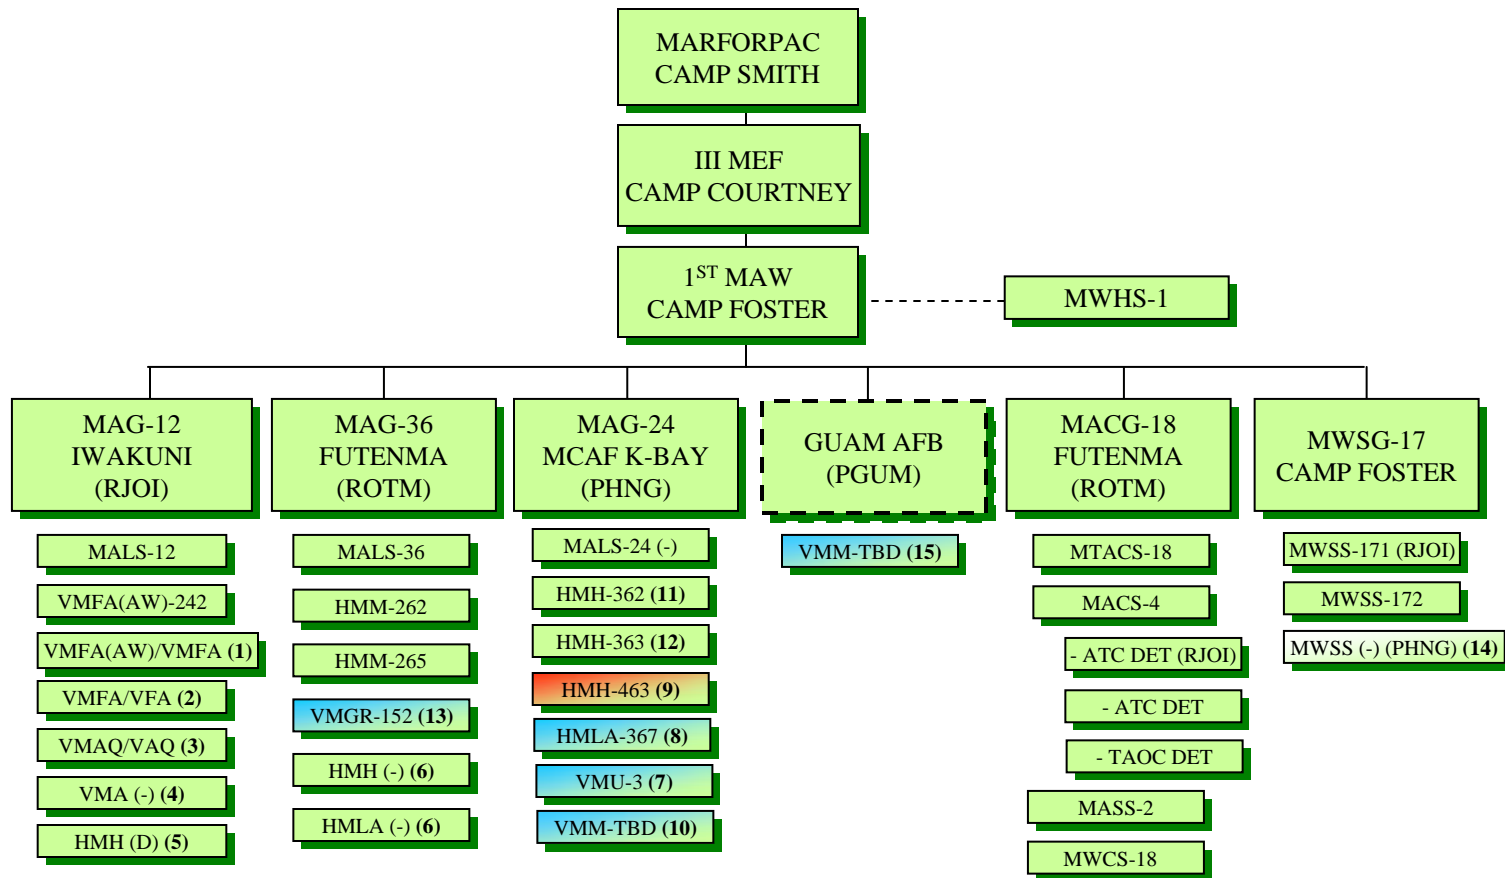 MARFORPAC
CAMP SMITH
III MEF
CAMP COURTNEY
1ST MAW
CAMP FOSTER
MWHS-1
MAG-12
IWAKUNI
(RJOI)
MALS-12
VMFA(AW)-242
VMFA(AW)/VMFA (1)
VMFA/VFA (2)
VMAQ/VAQ (3)
VMA (-) (4)
HMH (D) (5)
MAG-36
FUTENMA
(ROTM)
MALS-36
HMM-262
HMM-265
VMGR-152 (13)
HMH (-) (6)
HMLA (-) (6)
MAG-24
MCAF K-BAY
(PHNG)
MALS-24 (-)
HMH-362 (11)
HMH-363 (12)
HMH-463 (9)
HMLA-367 (8)
VMU-3 (7)
VMM-TBD (10)
GUAM AFB
(PGUM)
VMM-TBD (15)
MACG-18
FUTENMA
(ROTM)
MTACS-18
MACS-4
- ATC DET (RJOI)
- ATC DET
- TAOC DET
MASS-2
MWCS-18
MWSG-17
CAMP FOSTER
MWSS-171 (RJOI)
MWSS-172
MWSS (-) (PHNG) (14)